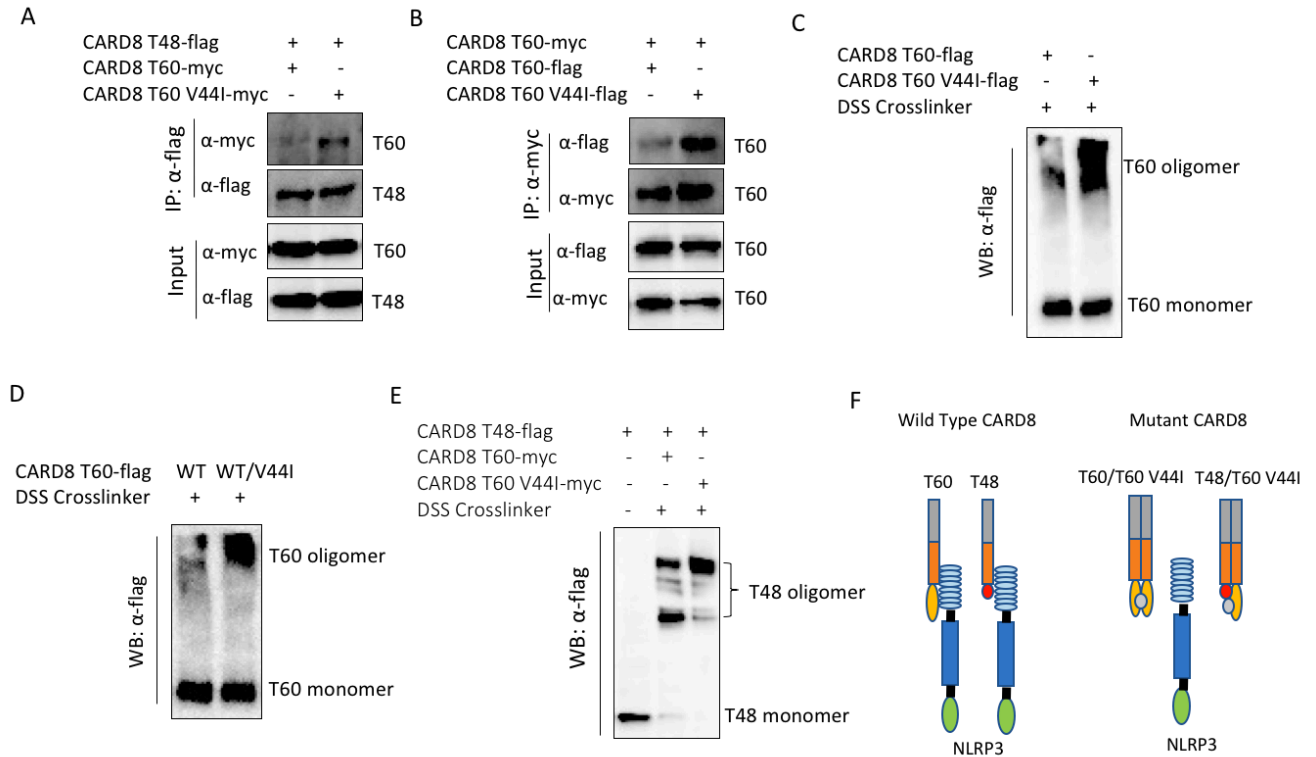 A
CARD8 T48-flag + +
CARD8 T60-myc + -
CARD8 T60 V44I-myc - +
IP: α-flag
α-myc T60
α-flag T48
Input
α-myc T60
α-flag T48
B
CARD8 T60-myc + +
CARD8 T60-flag + -
CARD8 T60 V44I-flag - +
IP: α-myc
α-flag T60
α-myc T60
Input
α-flag T60
α-myc T60
C
CARD8 T60-flag + -
CARD8 T60 V44I-flag - +
DSS Crosslinker + +
WB: α-flag
T60 oligomer
T60 monomer
D
CARD8 T60-flag WT WT/V44I
DSS Crosslinker + +
WB: α-flag
T60 oligomer
T60 monomer
E
CARD8 T48-flag + + +
CARD8 T60-myc - + -
CARD8 T60 V44I-myc - - +
DSS Crosslinker - + +
WB: α-flag
T48 oligomer
T48 monomer
F
Wild Type CARD8 Mutant CARD8
T60 T48 T60/T60 V44I T48/T60 V44I
NLRP3 NLRP3